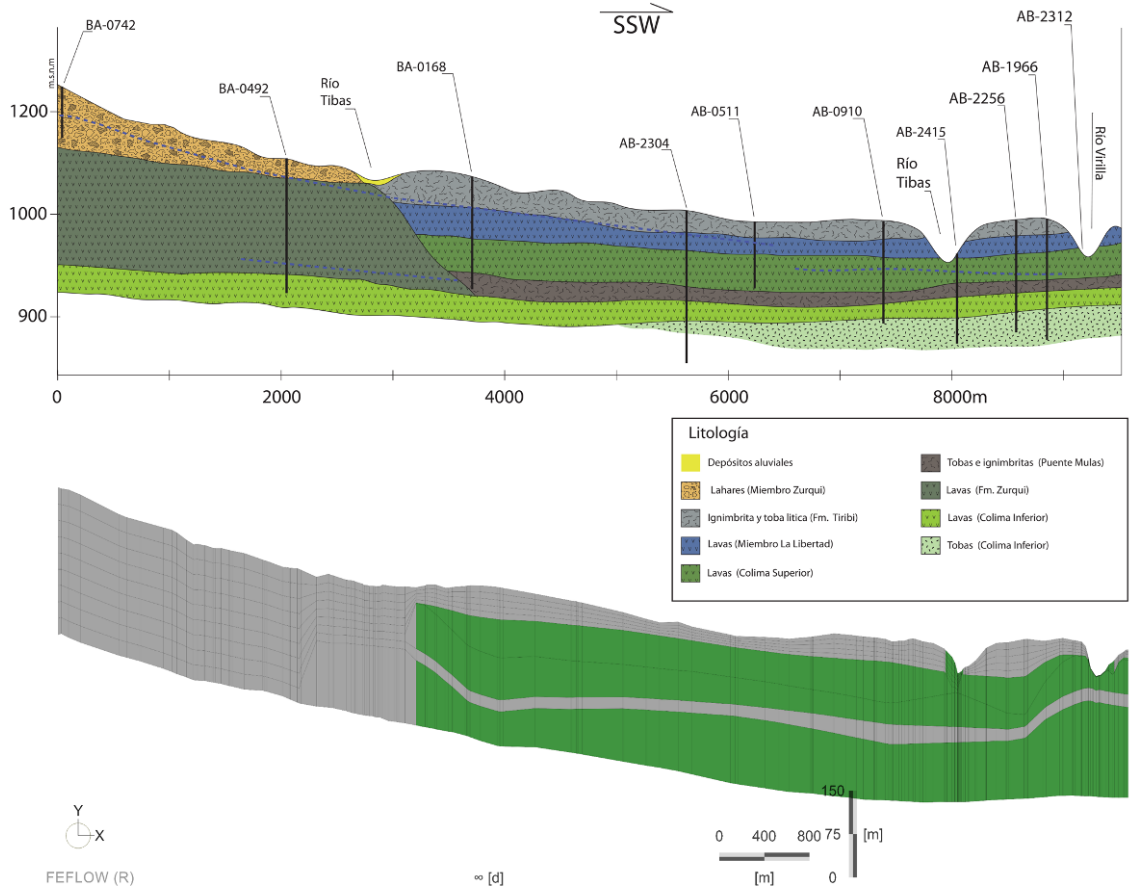 SSW
BA-0742
BA-0492
Río
Tibas
BA-0168
AB-2304
AB-0511
AB-0910
AB-2415
Río
Tibas
AB-2256
AB-1966
AB-2312
Río Virilla
m.s.n.m
1200
1000
900
0
2000
4000
6000
8000m
Litología
Depósitos aluviales
Lahares (Miembro Zurqui)
Ignimbrita y toba litica (Fm. Tiribi)
Lavas (Miembro La Libertad)
Lavas (Colima Superior)
Tobas e ignimbritas (Puente Mulas)
Lavas (Fm. Zurqui)
Lavas (Colima Inferior)
Tobas (Colima Inferior)
Y
X
FEFLOW (R)
∞ [d]
0 400 800
[m]
150
75 [m]
0